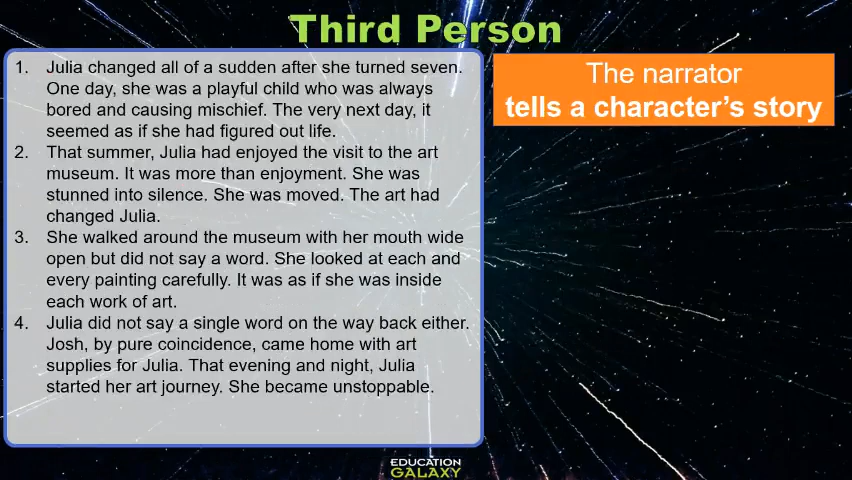 Third Person
1. Julia changed all of a sudden after she turned seven.
One day, she was a playful child who was always
bored and causing mischief. The very next day, it
seemed as if she had figured out life.
2. That summer, Julia had enjoyed the visit to the art
museum. It was more than enjoyment. She was
stunned into silence. She was moved. The art had
changed Julia.
3. She walked around the museum with her mouth wide
open but did not say a word. She looked at each and
every painting carefully. It was as if she was inside
each work of art.
4. Julia did not say a single word on the way back either.
Josh, by pure coincidence, came home with art
supplies for Julia. That evening and night, Julia
started her art journey. She became unstoppable.
The narrator
tells a character’s story
EDUCATION
GALAXY